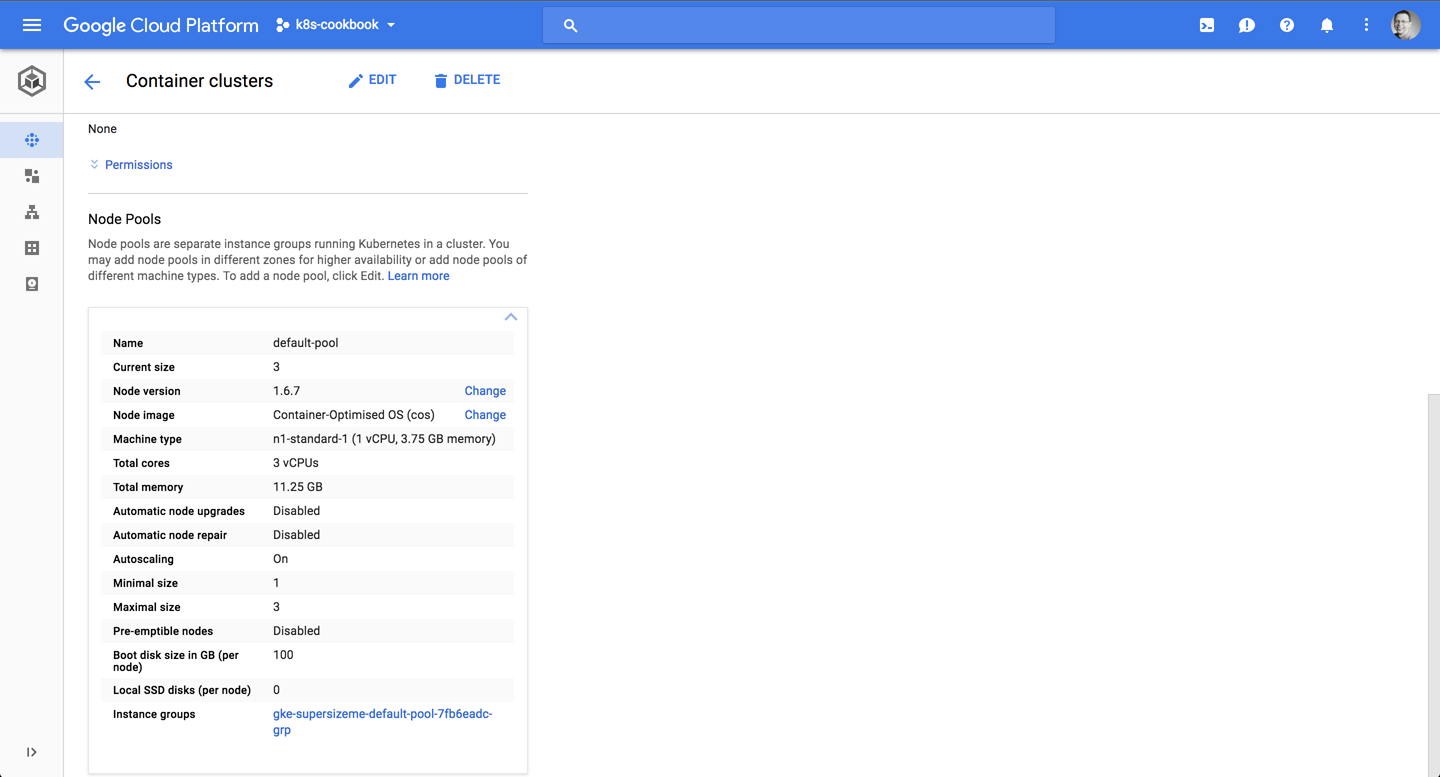 Google Cloud Platform
k8s-cookbook
Container clusters
EDIT
DELETE
None
Permissions
Node Pools
Node pools are separate instance groups running Kubernetes in a cluster. You
may add node pools in different zones for higher availability or add node pools of
different machine types. To add a node pool, click Edit. Learn more
Name default-pool
Current size 3
Node version 1.6.7 Change
Node image Container-Optimised OS (cos) Change
Machine type n1-standard-1 (1 vCPU, 3.75 GB memory)
Total cores 3 vCPUs
Total memory 11.25 GB
Automatic node upgrades Disabled
Automatic node repair Disabled
Autoscaling On
Minimal size 1
Maximal size 3
Pre-emptible nodes Disabled
Boot disk size in GB (per 100
node)
Local SSD disks (per node) 0
Instance groups gke-supersizeme-default-pool-7fb6eadc-
grp